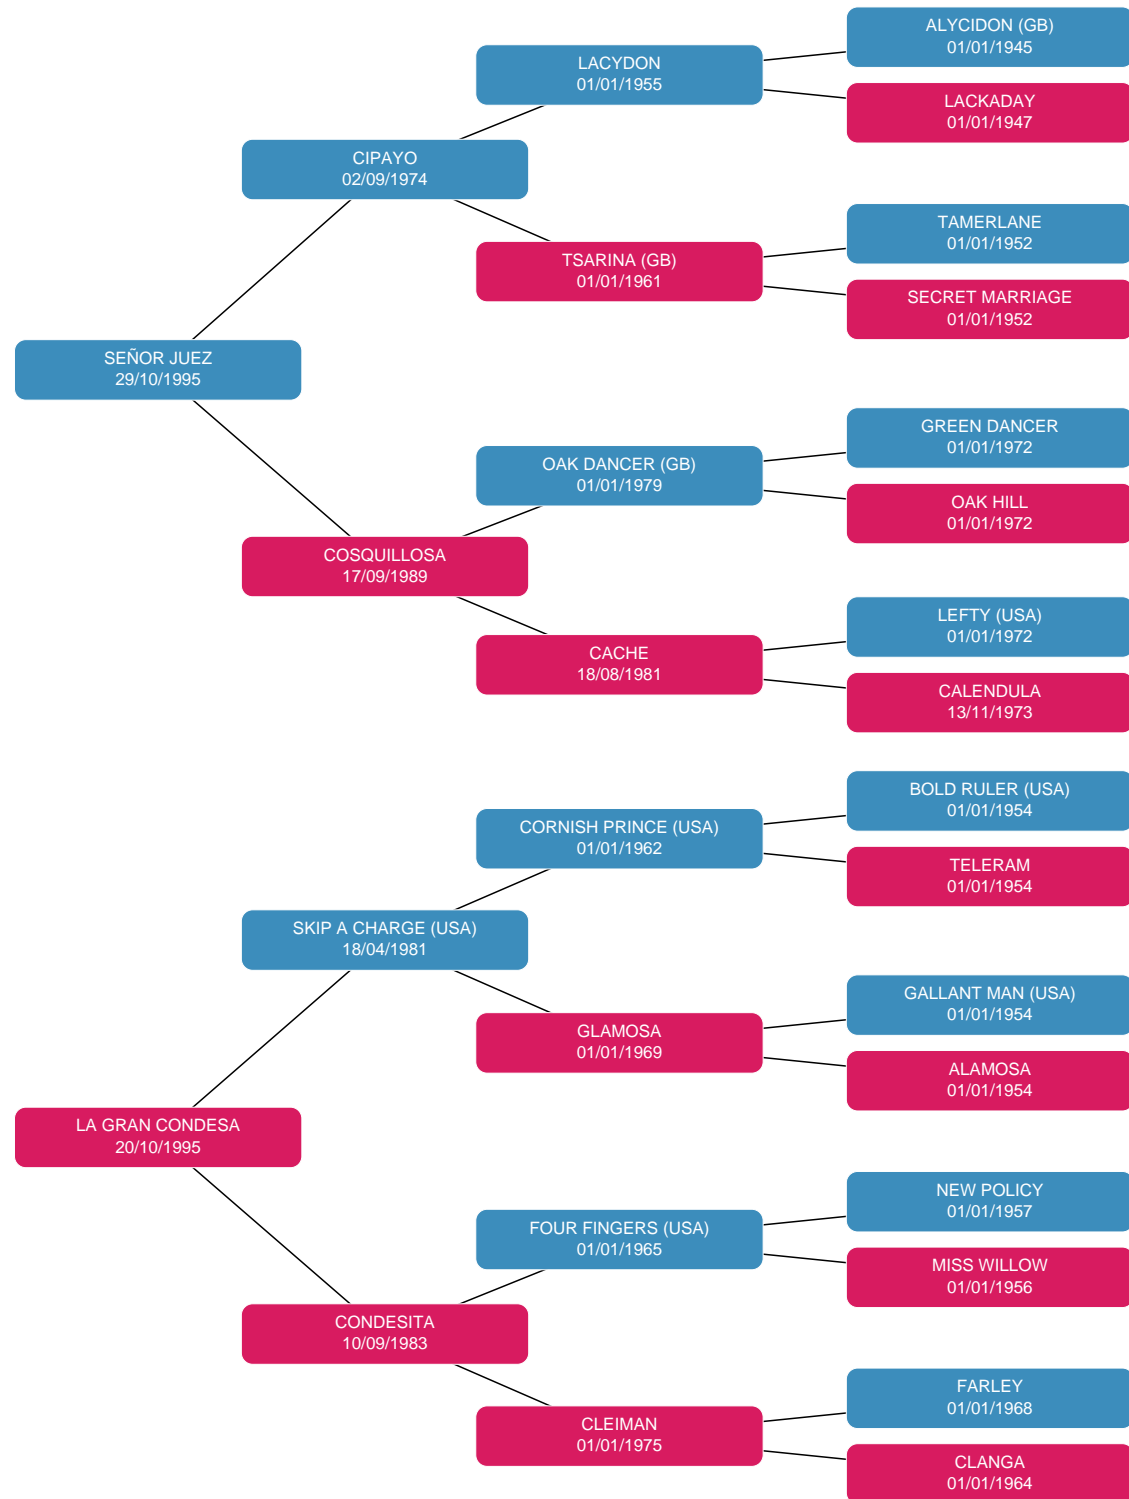 ALYCIDON (GB)
01/01/1945
LACYDON
01/01/1955
LACKADAY
01/01/1947
CIPAYO
02/09/1974
TAMERLANE
01/01/1952
TSARINA (GB)
01/01/1961
SECRET MARRIAGE
01/01/1952
SEÑOR JUEZ
29/10/1995
GREEN DANCER
01/01/1972
OAK DANCER (GB)
01/01/1979
OAK HILL
01/01/1972
COSQUILLOSA
17/09/1989
LEFTY (USA)
01/01/1972
CACHE
18/08/1981
CALENDULA
13/11/1973
BOLD RULER (USA)
01/01/1954
CORNISH PRINCE (USA)
01/01/1962
TELERAM
01/01/1954
SKIP A CHARGE (USA)
18/04/1981
GALLANT MAN (USA)
01/01/1954
GLAMOSA
01/01/1969
ALAMOSA
01/01/1954
LA GRAN CONDESA
20/10/1995
NEW POLICY
01/01/1957
FOUR FINGERS (USA)
01/01/1965
MISS WILLOW
01/01/1956
CONDESITA
10/09/1983
FARLEY
01/01/1968
CLEIMAN
01/01/1975
CLANGA
01/01/1964